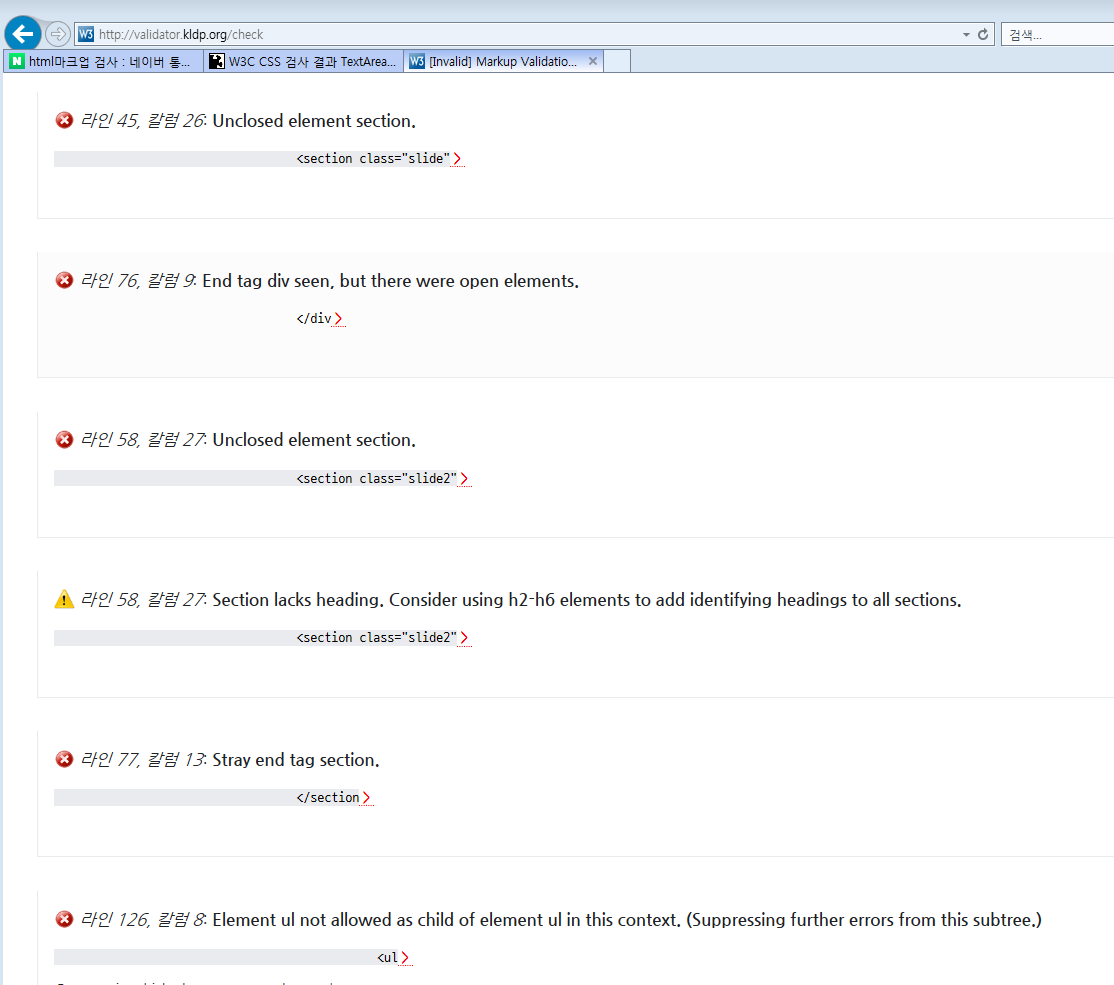 http://validator.kldp.org/check
검색...
html마크업 검사 : 네이버 통...
W3C CSS 검사 결과 TextArea...
[Invalid] Markup Validatio...
라인 45, 칼럼 26: Unclosed element section.
<section class="slide">
라인 76, 칼럼 9: End tag div seen, but there were open elements.
</div>
라인 58, 칼럼 27: Unclosed element section.
<section class="slide2">
라인 58, 칼럼 27: Section lacks heading. Consider using h2-h6 elements to add identifying headings to all sections.
<section class="slide2">
라인 77, 칼럼 13: Stray end tag section.
</section>
라인 126, 칼럼 8: Element ul not allowed as child of element ul in this context. (Suppressing further errors from this subtree.)
<ul>